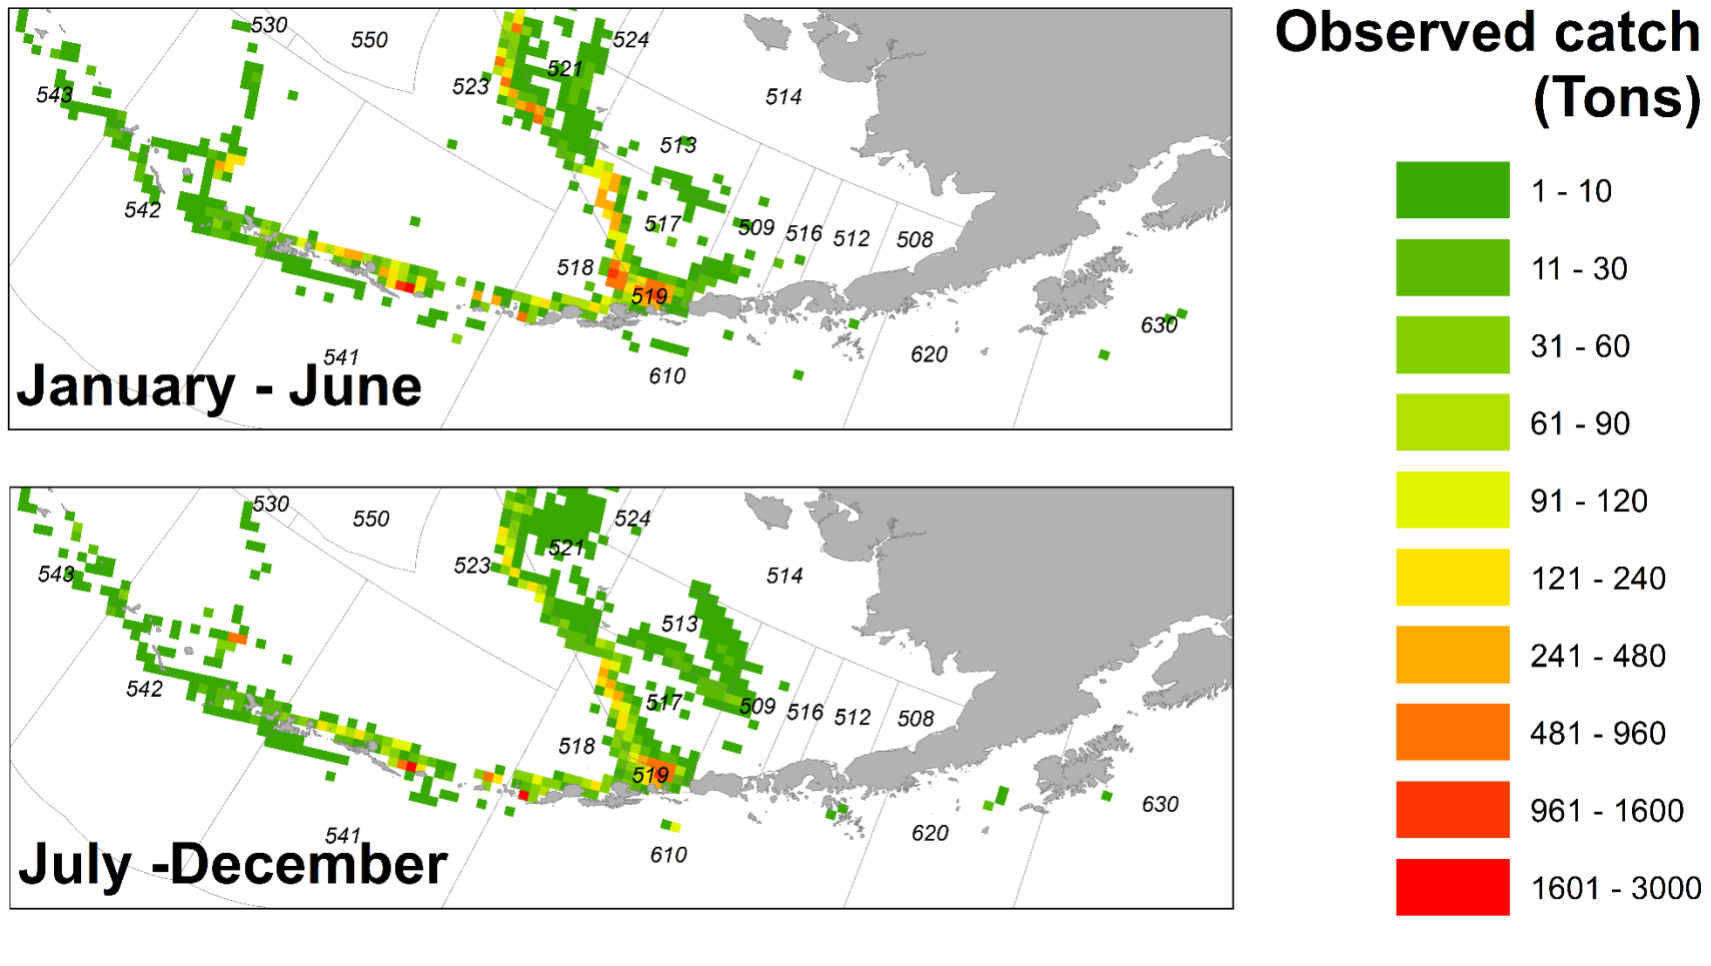 Observed catch
(Tons)
1 - 10
11 - 30
31 - 60
61 - 90
91 - 120
121 - 240
241 - 480
481 - 960
961 - 1600
1601 - 3000
530
550
524
521
523
514
543
513
542
517
509
516
512
508
518
519
630
620
541
610
January - June
530
550
524
521
523
514
543
513
542
517
509
516
512
508
518
519
630
620
541
610
July -December